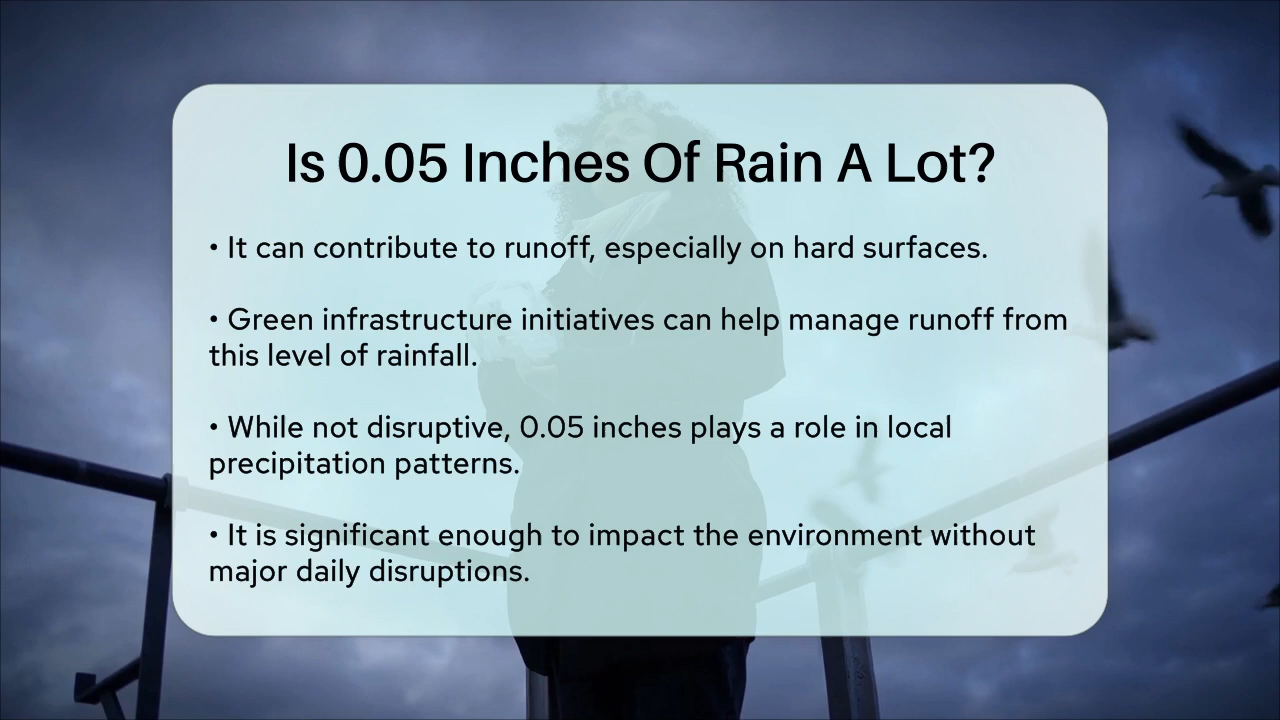 Is 0.05 Inches Of Rain A Lot?
• It can contribute to runoff, especially on hard surfaces.
• Green infrastructure initiatives can help manage runoff from
this level of rainfall.
• While not disruptive, 0.05 inches plays a role in local
precipitation patterns.
• It is significant enough to impact the environment without
major daily disruptions.